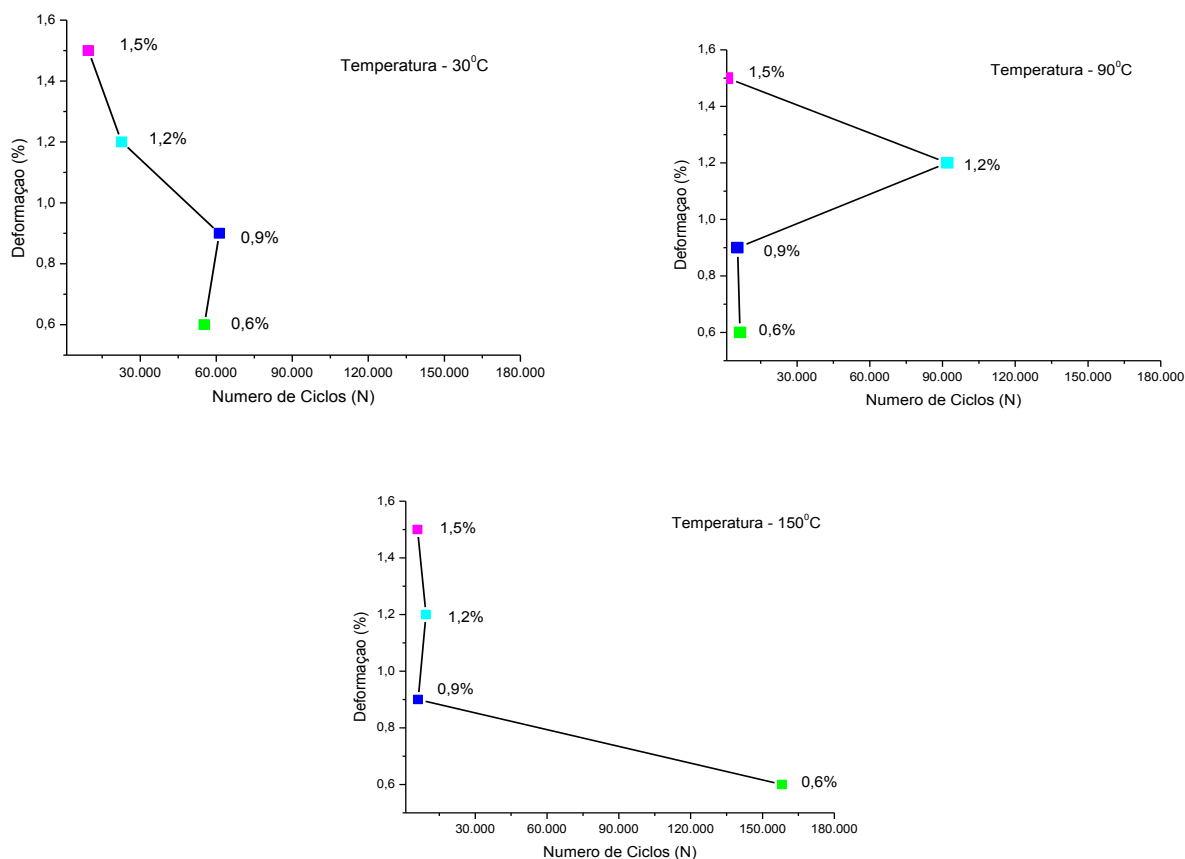 1,6
1,4
1,2
1,0
0,8
0,6
Deformaçao (%)
1,5%
1,2%
0,9%
0,6%
Temperatura - 30⁰C
30.000 60.000 90.000 120.000 150.000 180.000
Numero de Ciclos (N)
1,6
1,4
1,2
1,0
0,8
0,6
Deformaçao (%)
1,5%
1,2%
0,9%
0,6%
Temperatura - 90⁰C
30.000 60.000 90.000 120.000 150.000 180.000
Numero de Ciclos (N)
1,6
1,4
1,2
1,0
0,8
0,6
Deformaçao (%)
1,5%
1,2%
0,9%
0,6%
Temperatura - 150⁰C
30.000 60.000 90.000 120.000 150.000 180.000
Numero de Ciclos (N)